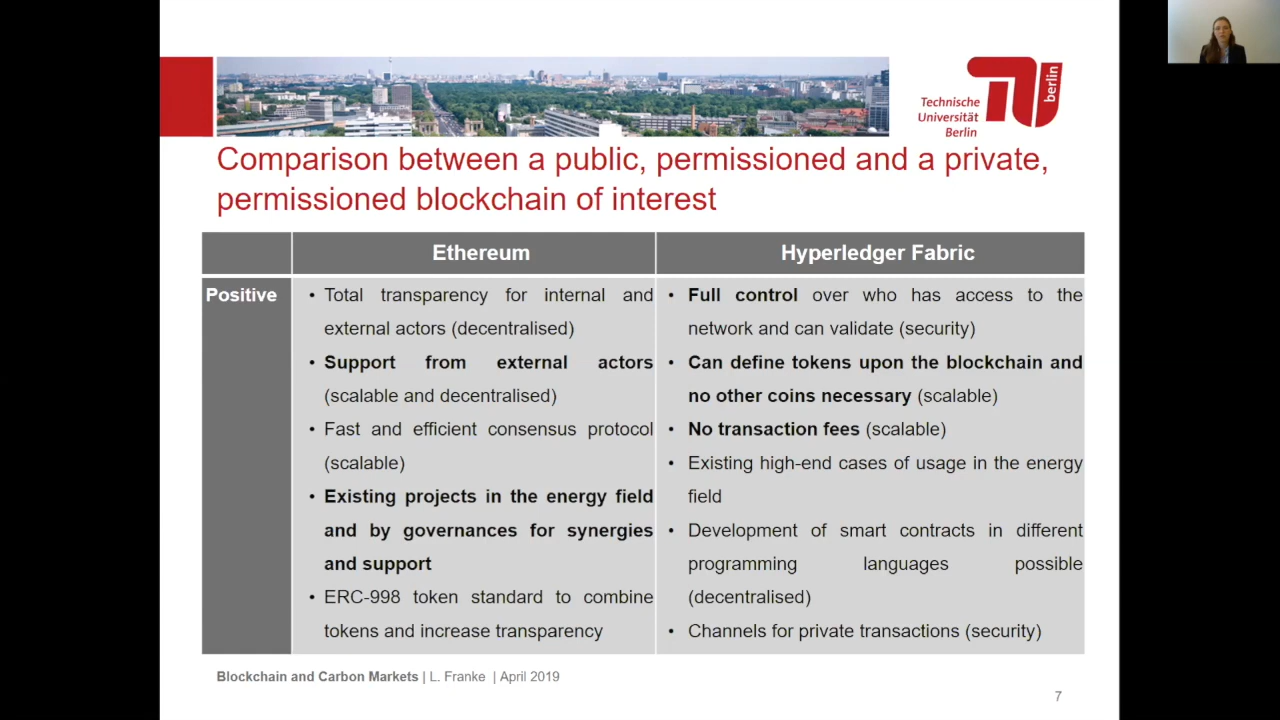 Technische
Universität
Berlin
berlin
Comparison between a public, permissioned and a private,
permissioned blockchain of interest
Ethereum
Hyperledger Fabric
Positive
• Total transparency for internal and
external actors (decentralised)
• Support from external actors
(scalable and decentralised)
• Fast and efficient consensus protocol
(scalable)
• Existing projects in the energy field
and by governances for synergies
and support
• ERC-998 token standard to combine
tokens and increase transparency
• Full control over who has access to the
network and can validate (security)
• Can define tokens upon the blockchain and
no other coins necessary (scalable)
• No transaction fees (scalable)
• Existing high-end cases of usage in the energy
field
• Development of smart contracts in different
programming languages possible
(decentralised)
• Channels for private transactions (security)
Blockchain and Carbon Markets | L. Franke | April 2019
7